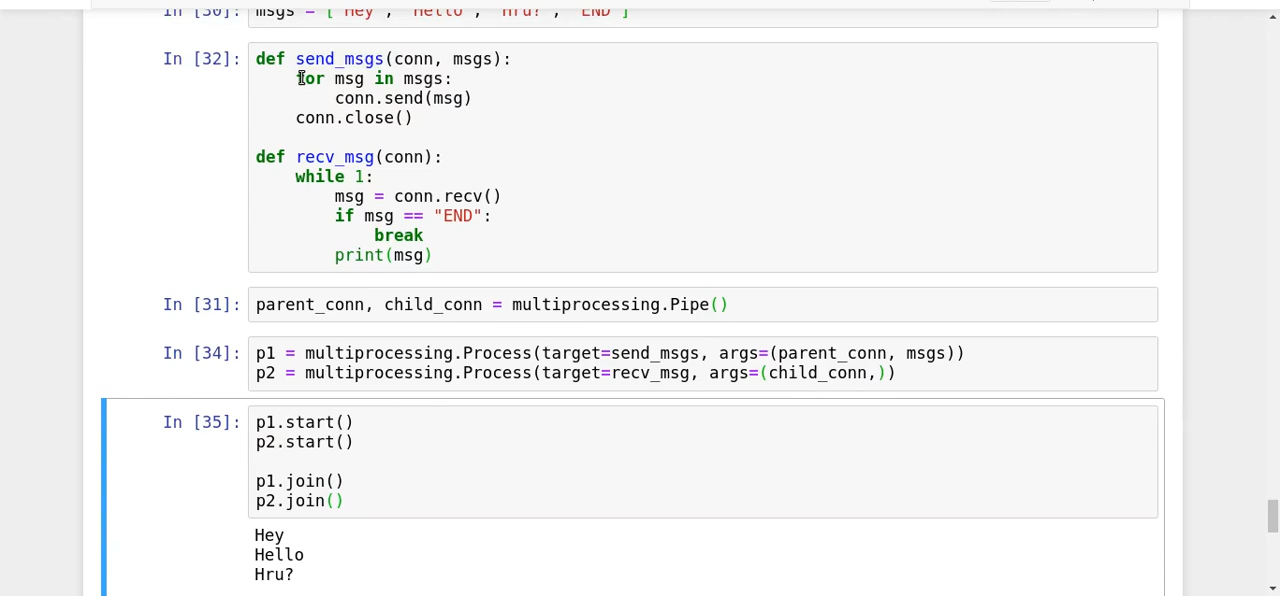 In [30]: msgs = ["Hey", "Hello", "Hru?", "END"]
In [32]: def send_msgs(conn, msgs):
for msg in msgs:
conn.send(msg)
conn.close()
def recv_msg(conn):
while 1:
msg = conn.recv()
if msg == "END":
break
print(msg)
In [31]: parent_conn, child_conn = multiprocessing.Pipe()
In [34]: p1 = multiprocessing.Process(target=send_msgs, args=(parent_conn, msgs))
p2 = multiprocessing.Process(target=recv_msg, args=(child_conn,))
In [35]: p1.start()
p2.start()
p1.join()
p2.join()
Hey
Hello
Hru?